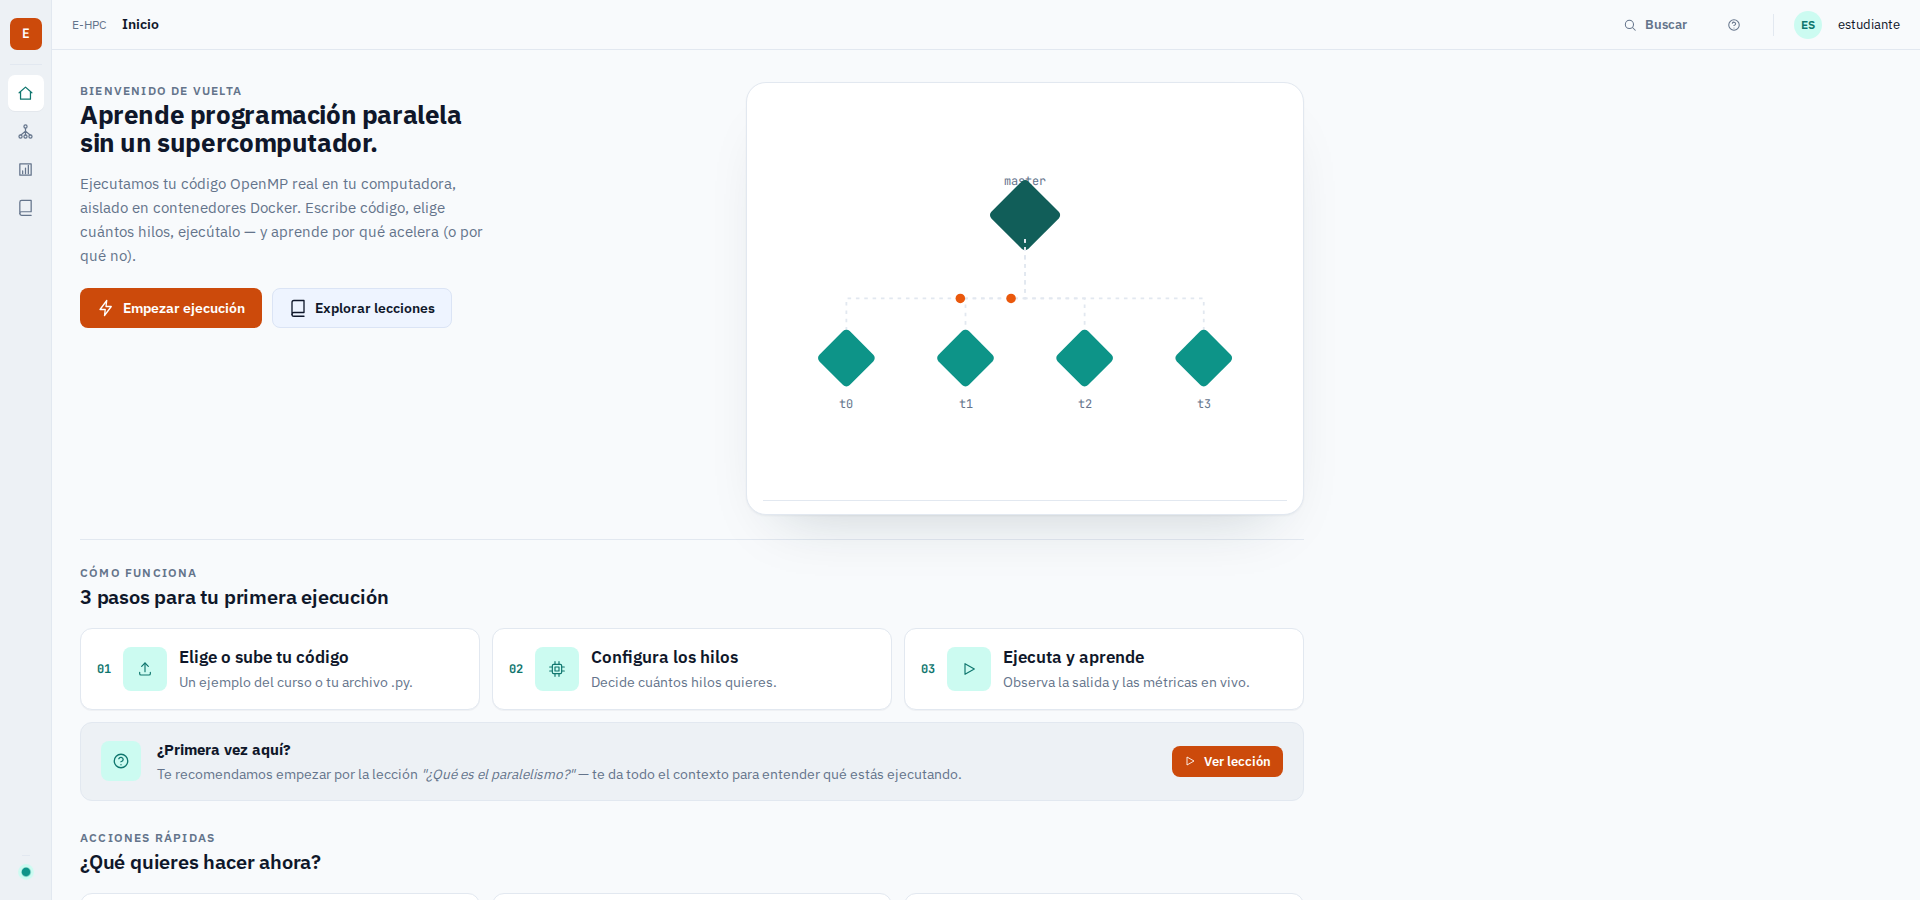 E
E-HPC Inicio
Buscar
ES estudiante
BIENVENIDO DE VUELTA
Aprende programación paralela
sin un supercomputador.
Ejecutamos tu código OpenMP real en tu computadora,
aislado en contenedores Docker. Escribe código, elige
cuántos hilos, ejecútalo — y aprende por qué acelera (o por
qué no).
Empezar ejecución
Explorar lecciones
master
t0 t1 t2 t3
CÓMO FUNCIONA
3 pasos para tu primera ejecución
01 Elige o sube tu código
Un ejemplo del curso o tu archivo .py.
02 Configura los hilos
Decide cuántos hilos quieres.
03 Ejecuta y aprende
Observa la salida y las métricas en vivo.
¿Primera vez aquí?
Te recomendamos empezar por la lección "¿Qué es el paralelismo?" — te da todo el contexto para entender qué estás ejecutando.
Ver lección
ACCIONES RÁPIDAS
¿Qué quieres hacer ahora?